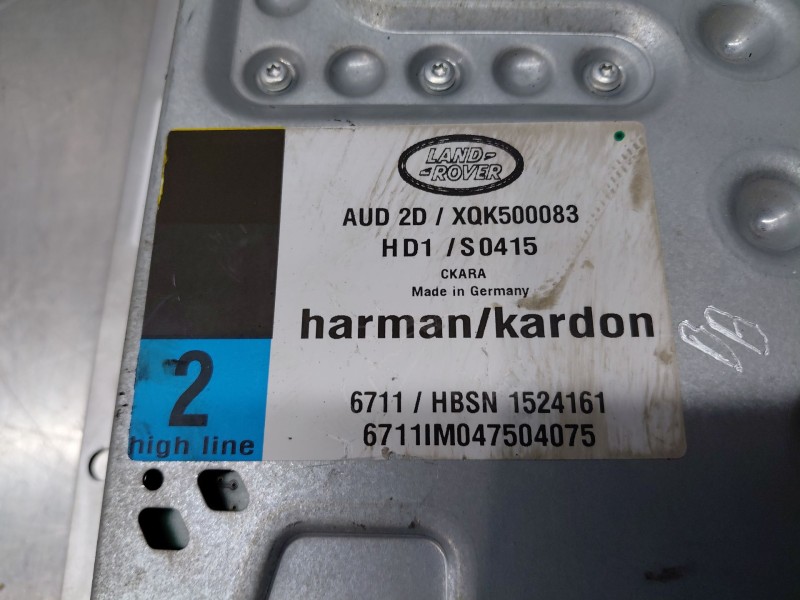 LAND-
-ROVER
AUD 2D / XQK500083
HD1 / S0415
CKARA
Made in Germany
harman/kardon
2
high line
6711 / HBSN 1524161
6711IM047504075